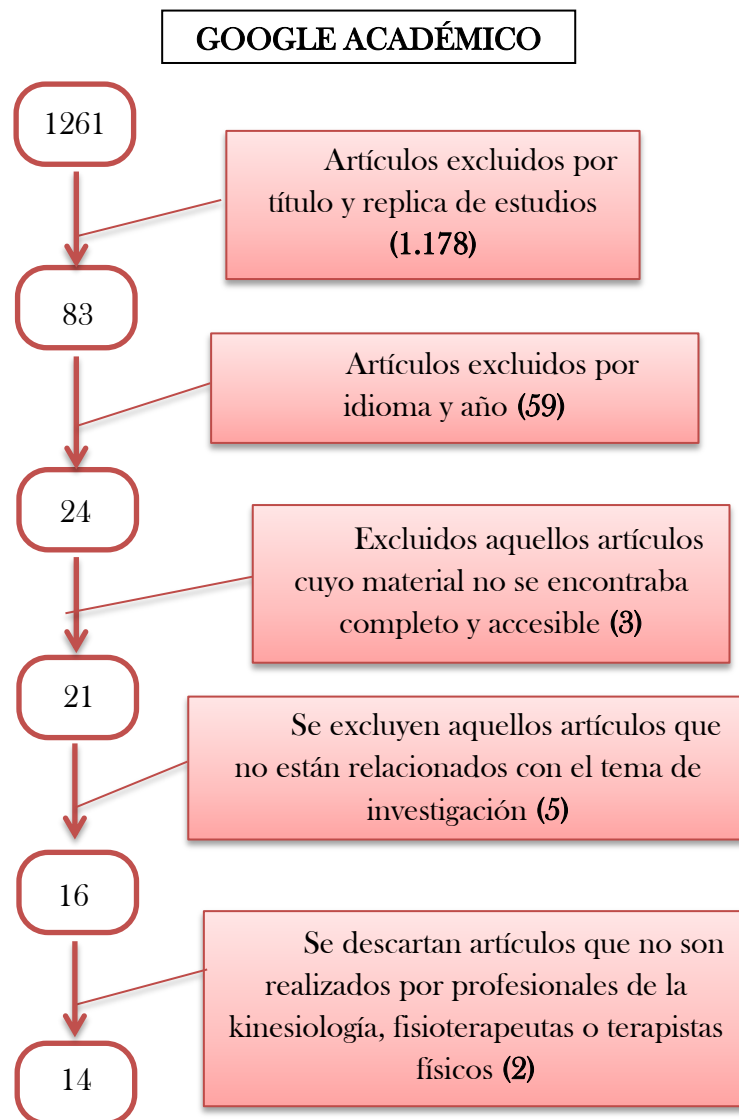 GOOGLE ACADÉMICO
1261
Artículos excluidos por
título y replica de estudios
(1.178)
83
Artículos excluidos por
idioma y año (59)
24
Excluidos aquellos artículos
cuyo material no se encontraba
completo y accesible (3)
21
Se excluyen aquellos artículos que
no están relacionados con el tema de
investigación (5)
16
Se descartan artículos que no son
realizados por profesionales de la
kinesiología, fisioterapeutas o terapistas
físicos (2)
14